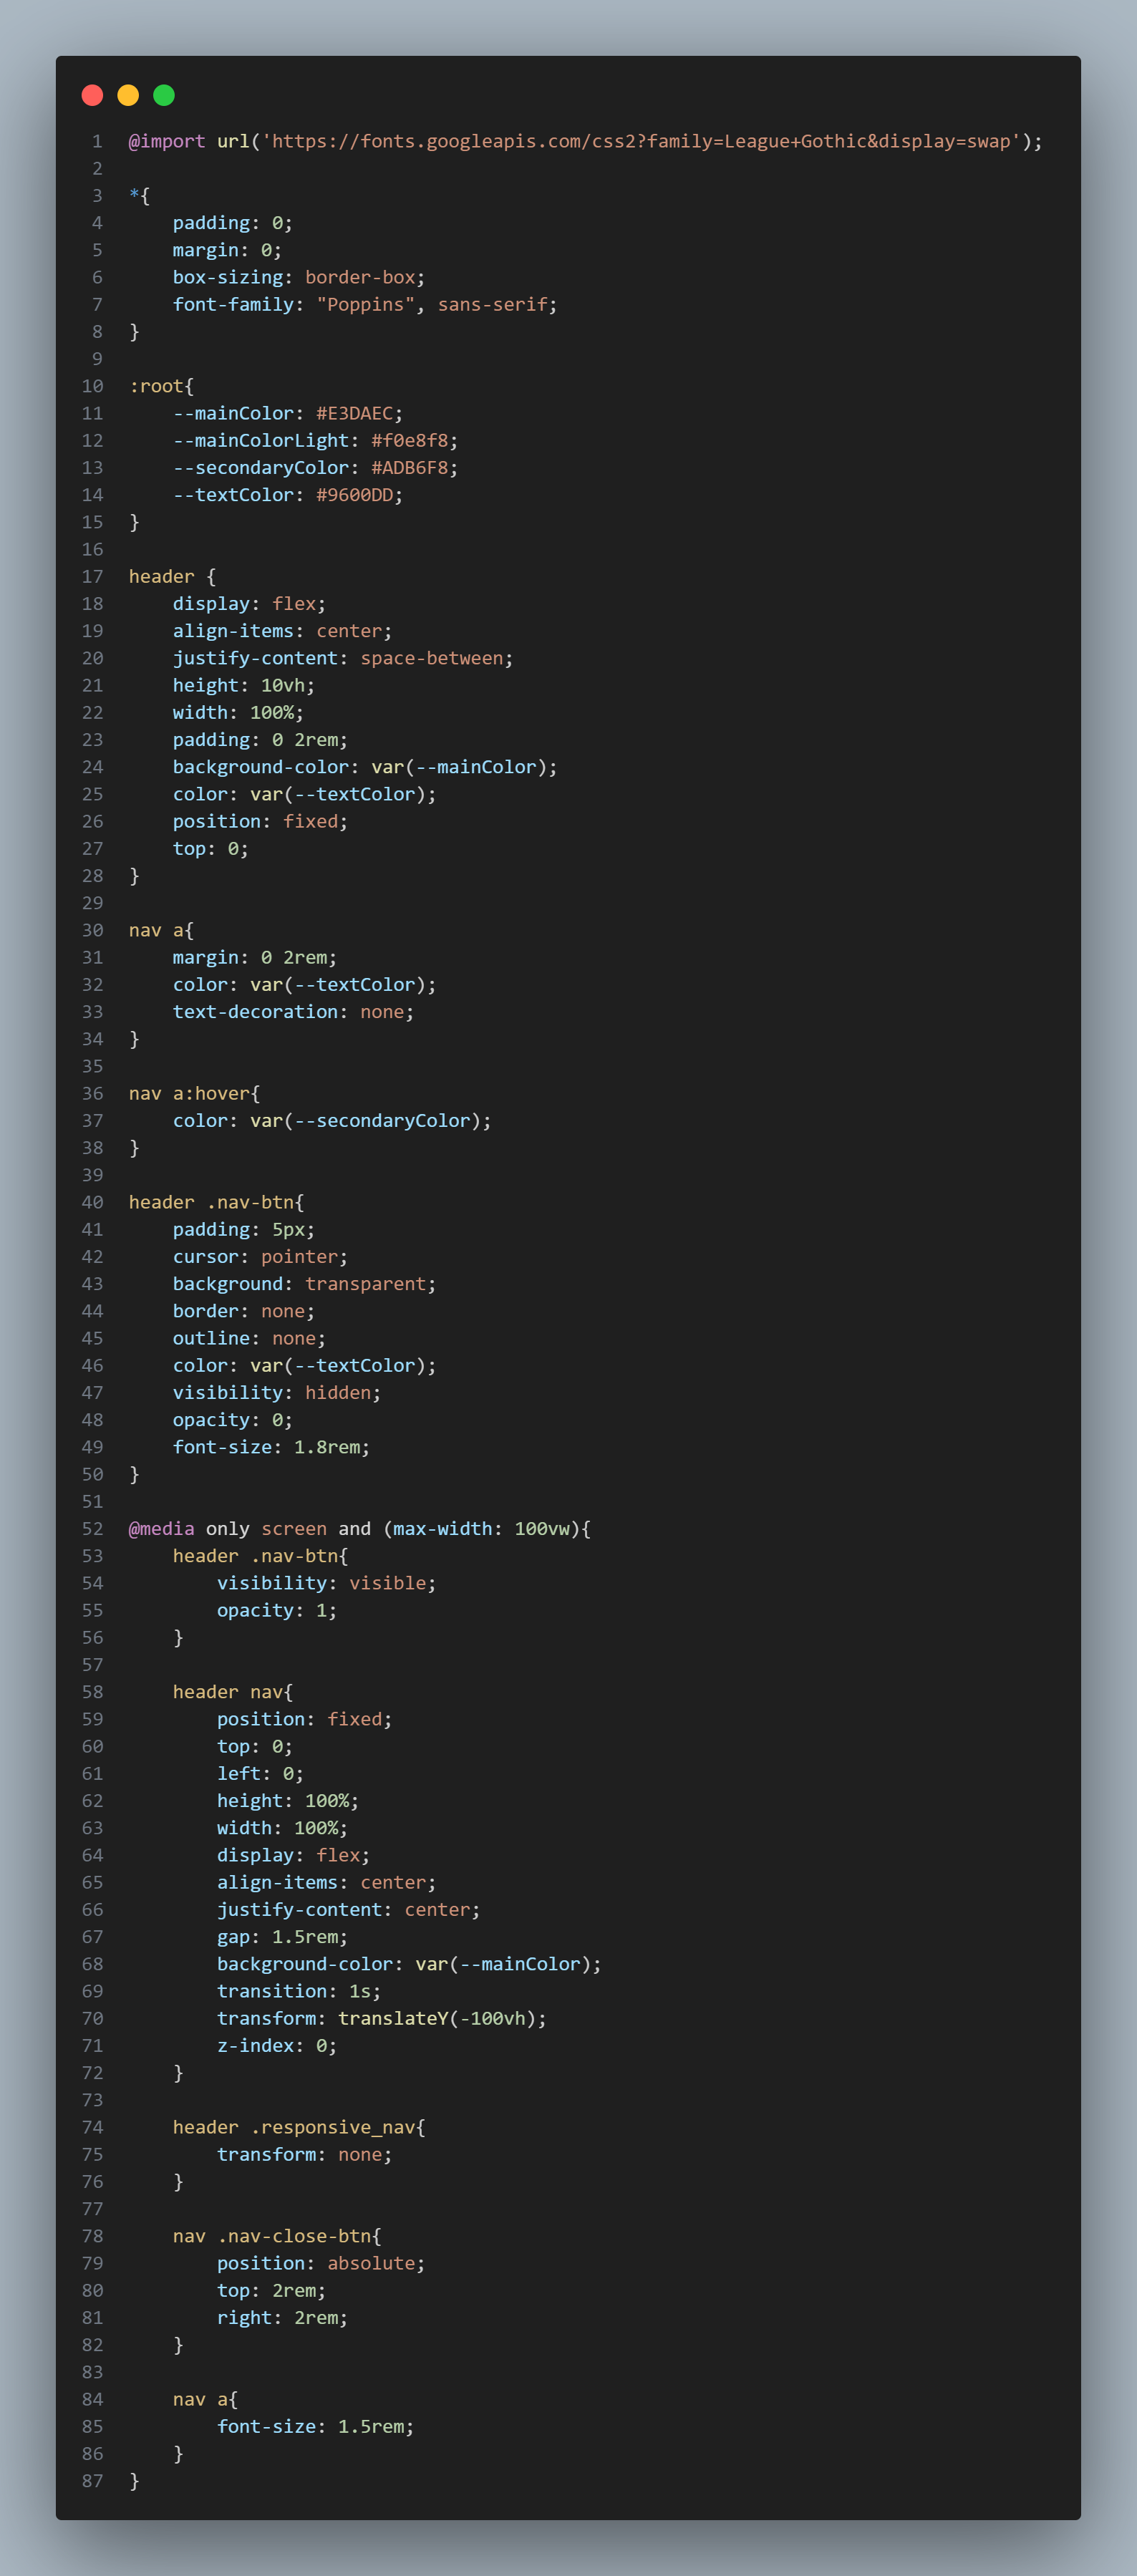 1 @import url('https://fonts.googleapis.com/css2?family=League+Gothic&display=swap');
2
3 *{
4     padding: 0;
5     margin: 0;
6     box-sizing: border-box;
7     font-family: "Poppins", sans-serif;
8 }
9
10 :root{
11     --mainColor: #E3DAEC;
12     --mainColorLight: #f0e8f8;
13     --secondaryColor: #ADB6F8;
14     --textColor: #9600DD;
15 }
16
17 header {
18     display: flex;
19     align-items: center;
20     justify-content: space-between;
21     height: 10vh;
22     width: 100%;
23     padding: 0 2rem;
24     background-color: var(--mainColor);
25     color: var(--textColor);
26     position: fixed;
27     top: 0;
28 }
29
30 nav a{
31     margin: 0 2rem;
32     color: var(--textColor);
33     text-decoration: none;
34 }
35
36 nav a:hover{
37     color: var(--secondaryColor);
38 }
39
40 header .nav-btn{
41     padding: 5px;
42     cursor: pointer;
43     background: transparent;
44     border: none;
45     outline: none;
46     color: var(--textColor);
47     visibility: hidden;
48     opacity: 0;
49     font-size: 1.8rem;
50 }
51
52 @media only screen and (max-width: 100vw){
53     header .nav-btn{
54         visibility: visible;
55         opacity: 1;
56     }
57
58     header nav{
59         position: fixed;
60         top: 0;
61         left: 0;
62         height: 100%;
63         width: 100%;
64         display: flex;
65         align-items: center;
66         justify-content: center;
67         gap: 1.5rem;
68         background-color: var(--mainColor);
69         transition: 1s;
70         transform: translateY(-100vh);
71         z-index: 0;
72     }
73
74     header .responsive_nav{
75         transform: none;
76     }
77
78     nav .nav-close-btn{
79         position: absolute;
80         top: 2rem;
81         right: 2rem;
82     }
83
84     nav a{
85         font-size: 1.5rem;
86     }
87 }